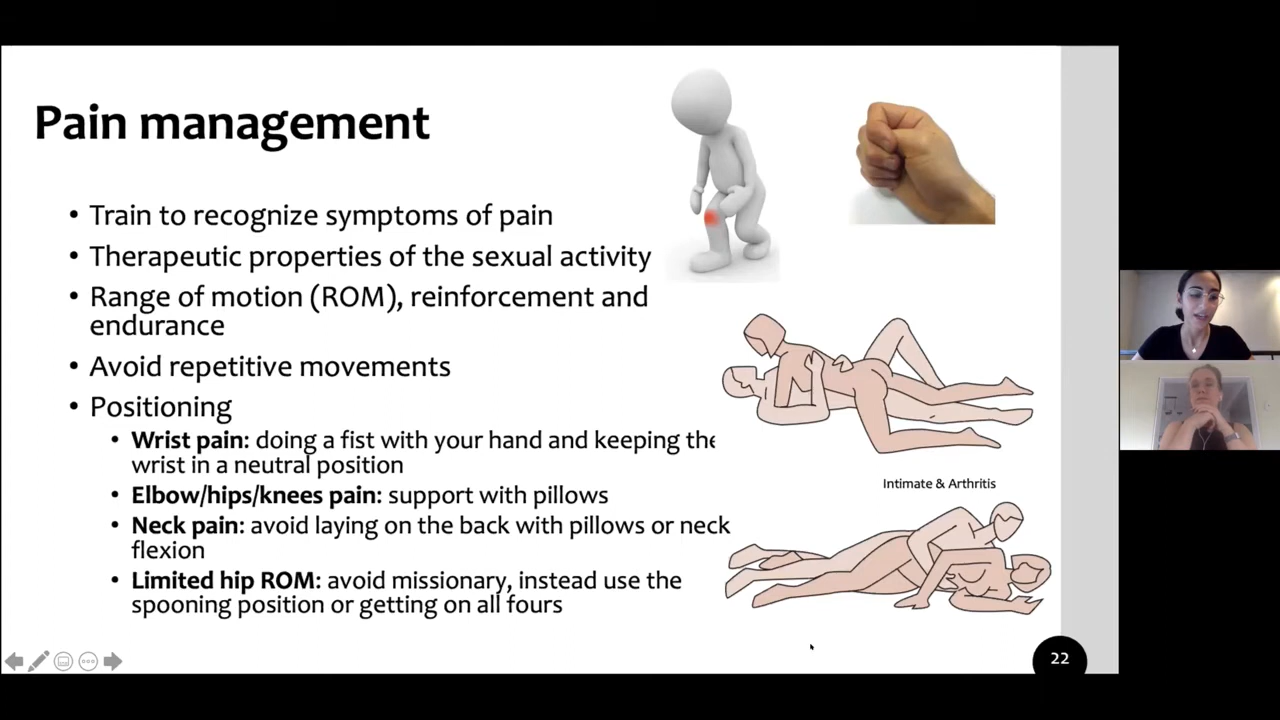 Pain management
• Train to recognize symptoms of pain
• Therapeutic properties of the sexual activity
• Range of motion (ROM), reinforcement and
endurance
• Avoid repetitive movements
• Positioning
• Wrist pain: doing a fist with your hand and keeping the
wrist in a neutral position
• Elbow/hips/knees pain: support with pillows
• Neck pain: avoid laying on the back with pillows or neck
flexion
• Limited hip ROM: avoid missionary, instead use the
spooning position or getting on all fours
Intimate & Arthritis
22